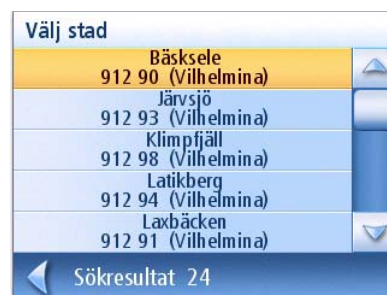 Välj stad
Bäsksele
912 90 (Vilhelmina)
Järvsjö
912 93 (Vilhelmina)
Klimpfjäll
912 98 (Vilhelmina)
Latikberg
912 94 (Vilhelmina)
Laxbäcken
912 91 (Vilhelmina)
Sökresultat 24